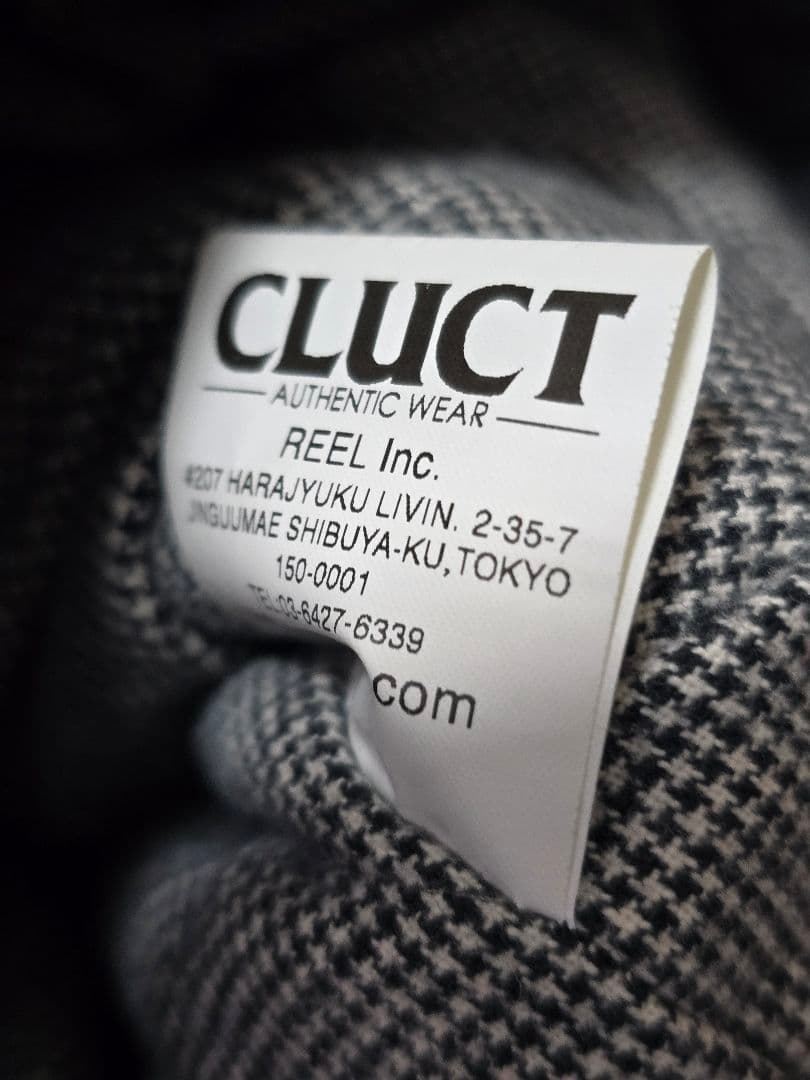 CLUCT
AUTHENTIC WEAR
REEL Inc.
#207 HARAJYUKU LIVIN. 2-35-7
JINGJUMAE SHIBUYA-KU,TOKYO
150-0001
TEL:03-6427-6339
com